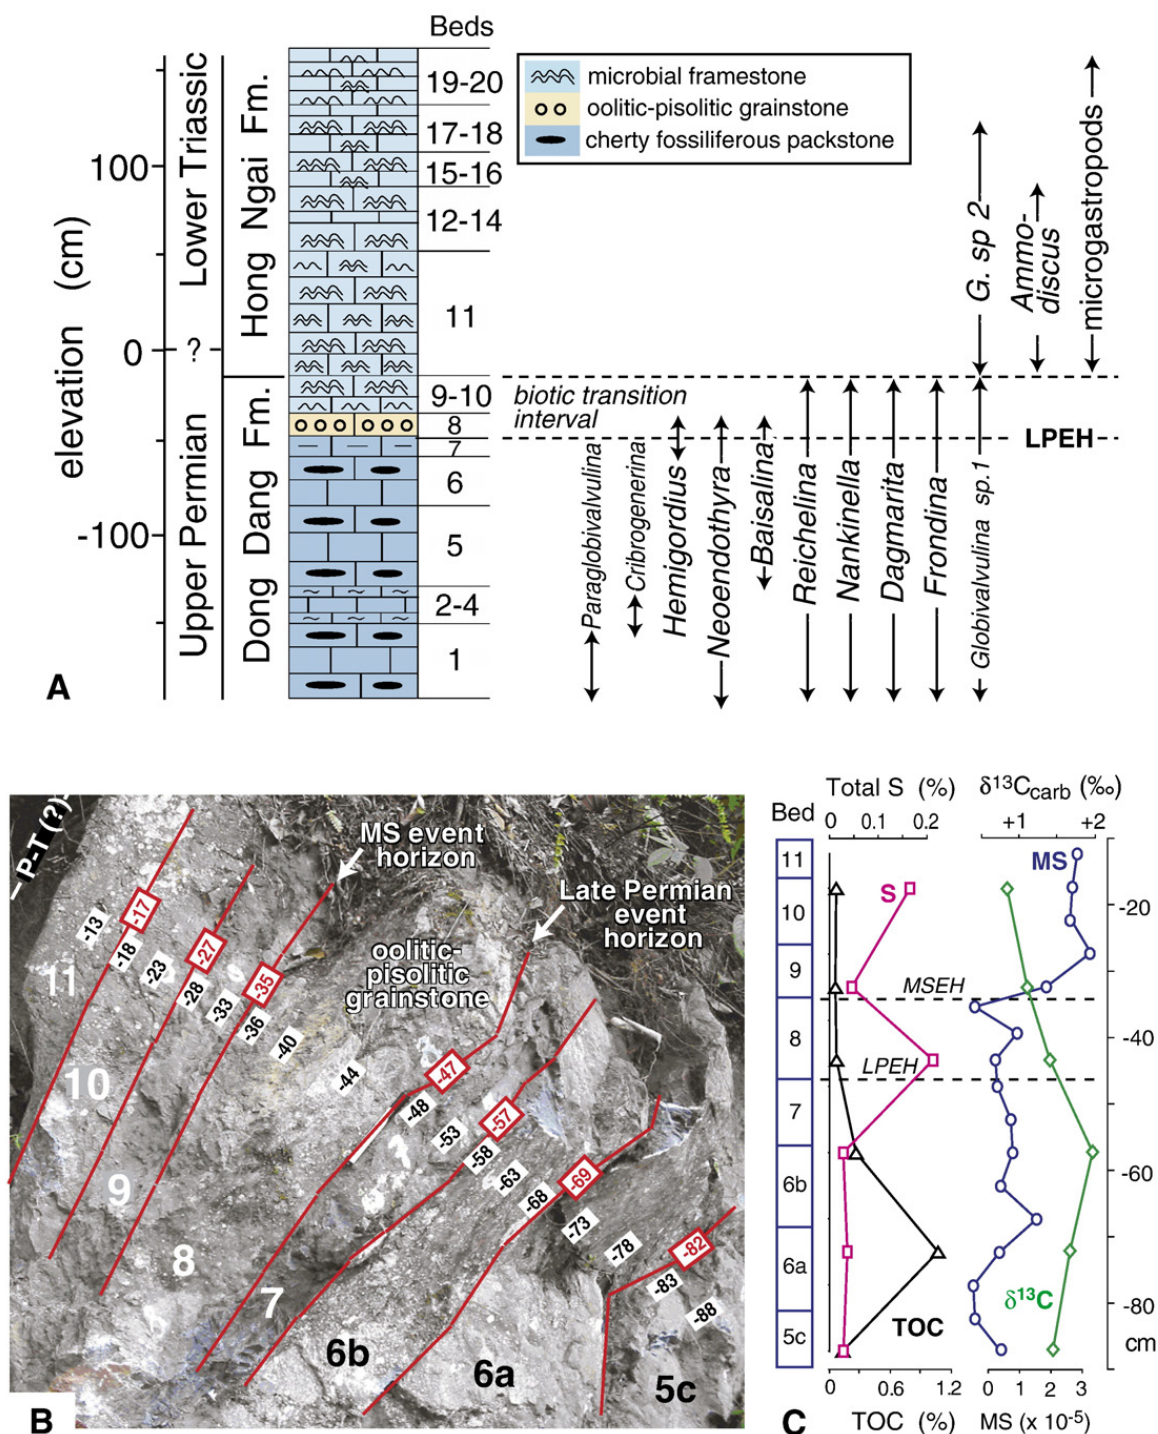 Beds
19-20
17-18
15-16
12-14
11
9-10
8
7
6
5
2-4
1
microbial framestone
oolitic-pisolitic grainstone
cherty fossiliferous packstone
elevation (cm)
100
0
-100
Lower Triassic
?
Upper Permian
Hong Ngai Fm.
Dong Dang Fm.
biotic transition
interval
LPEH
Paraglobivalvulina
Cribrogenerina
Hemigordius
Neoendothyra
Baisalina
Reichelina
Nankinella
Dagmarita
Frondina
Globivalvulina sp.1
G. sp 2
Ammo-
discus
microgastropods
A
P-T (?)
MS event
horizon
Late Permian
event
horizon
oolitic-
pisolitic
grainstone
-13
-17
-18
-23
-27
-28
-33
-35
-36
-40
-44
-47
-48
-53
-57
-58
-63
-68
-69
-73
-78
-82
-83
-88
11
10
9
8
7
7
6b
6a
5c
B
Total S (%)
0 0.1 0.2
δ13Ccarb (‰)
+1 +2
Bed
11
10
9
8
7
6b
6a
5c
MS
S
MSEH
LPEH
δ13C
TOC
-20
-40
-60
-80
cm
0 0.6 1.2
TOC (%)
0 1 2 3
MS (x 10-5)
C